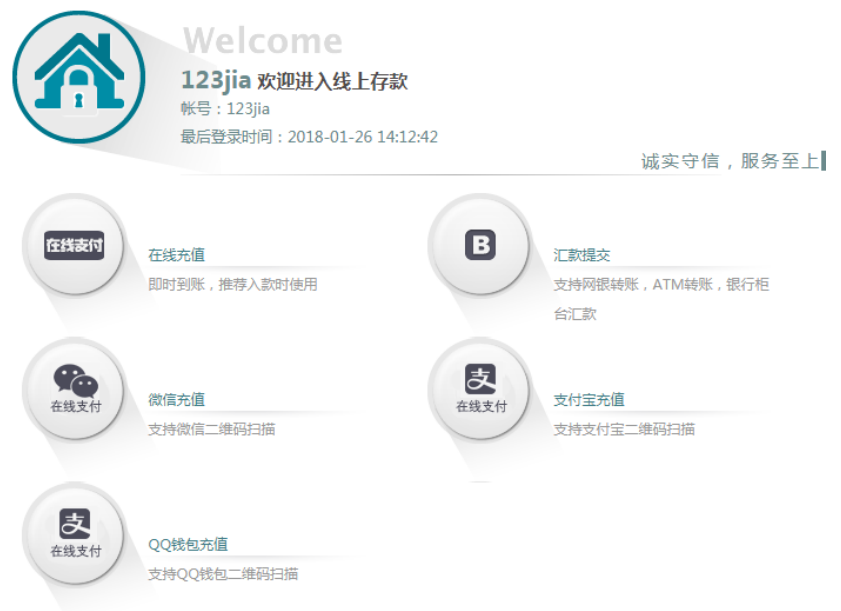 Welcome
123jia 欢迎进入线上存款
帐号：123jia
最后登录时间：2018-01-26 14:12:42
诚实守信，服务至上
在线支付
在线充值
即时到账，推荐入款时使用
B
汇款提交
支持网银转账，ATM转账，银行柜
台汇款
在线支付
微信充值
支持微信二维码扫描
支
在线支付
支付宝充值
支持支付宝二维码扫描
支
在线支付
QQ钱包充值
支持QQ钱包二维码扫描